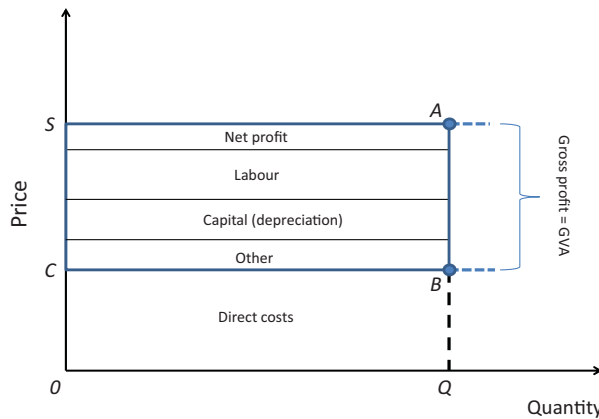 S
A
Net profit
Labour
Capital (depreciation)
Other
C
B
Direct costs
0
Q
Price
Quantity
Gross profit = GVA